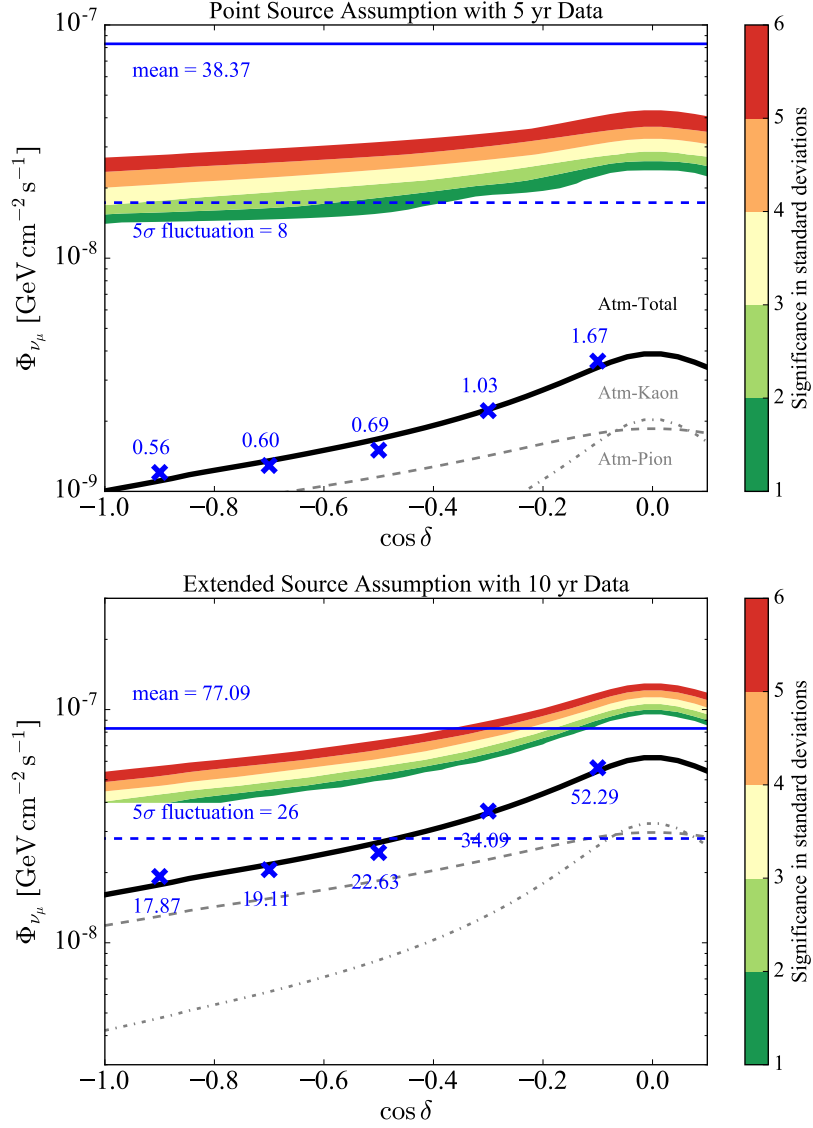 Point Source Assumption with 5 yr Data
10⁻⁷
mean = 38.37
5σ fluctuation = 8
10⁻⁸
Atm-Total
1.67
1.03
Atm-Kaon
0.69
0.60
0.56
Atm-Pion
10⁻⁹
−1.0 −0.8 −0.6 −0.4 −0.2 0.0
cos δ
Φ_{ν_μ} [GeV cm⁻² s⁻¹]
6
5
4
3
2
1
Significance in standard deviations
Extended Source Assumption with 10 yr Data
mean = 77.09
10⁻⁷
5σ fluctuation = 26
52.29
34.09
22.63
19.11
17.87
10⁻⁸
−1.0 −0.8 −0.6 −0.4 −0.2 0.0
cos δ
Φ_{ν_μ} [GeV cm⁻² s⁻¹]
6
5
4
3
2
1
Significance in standard deviations